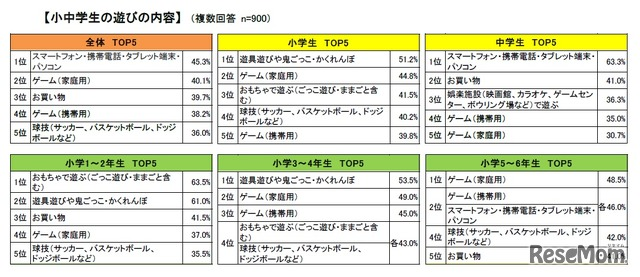 【小中学生の遊びの内容】 （複数回答 n=900）
全体 TOP5
1位 スマートフォン・携帯電話・タブレット端末・
パソコン 45.3%
2位 ゲーム（家庭用） 40.1%
3位 お買い物 39.7%
4位 ゲーム（携帯用） 38.2%
5位 球技（サッカー、バスケットボール、ドッジ
ボールなど） 36.0%
小学生 TOP5
1位 遊具遊びや鬼ごっこ・かくれんぼ 51.2%
2位 ゲーム（家庭用） 44.8%
3位 おもちゃで遊ぶ（ごっこ遊び・ままごと含
む） 41.5%
4位 球技（サッカー、バスケットボール、ドッジ
ボールなど） 40.2%
5位 ゲーム（携帯用） 39.8%
中学生 TOP5
1位 スマートフォン・携帯電話・タブレット端末・
パソコン 63.3%
2位 お買い物 41.0%
3位 娯楽施設（映画館、カラオケ、ゲームセン
ター、ボウリング場など）で遊ぶ 36.3%
4位 ゲーム（携帯用） 35.0%
5位 ゲーム（家庭用） 30.7%
小学1～2年生 TOP5
1位 おもちゃで遊ぶ（ごっこ遊び・ままごと含
む） 63.5%
2位 遊具遊びや鬼ごっこ・かくれんぼ 61.0%
3位 お買い物 41.5%
4位 ゲーム（家庭用） 37.0%
5位 球技（サッカー、バスケットボール、
ドッジボールなど） 35.5%
小学3～4年生 TOP5
1位 遊具遊びや鬼ごっこ・かくれんぼ 53.5%
2位 ゲーム（家庭用） 49.0%
3位 ゲーム（携帯用） 45.0%
4位 おもちゃで遊ぶ（ごっこ遊び・ままごと含
む） 各43.0%
球技（サッカー、バスケットボール、
ドッジボールなど）
小学5～6年生 TOP5
1位 ゲーム（家庭用） 48.5%
2位 ゲーム（携帯用） 各46.0%
スマートフォン・携帯電話・タブレット端末・
パソコン
4位 球技（サッカー、バスケットボール、
ドッジボールなど） 42.0%
5位 お買い物
ReseMom